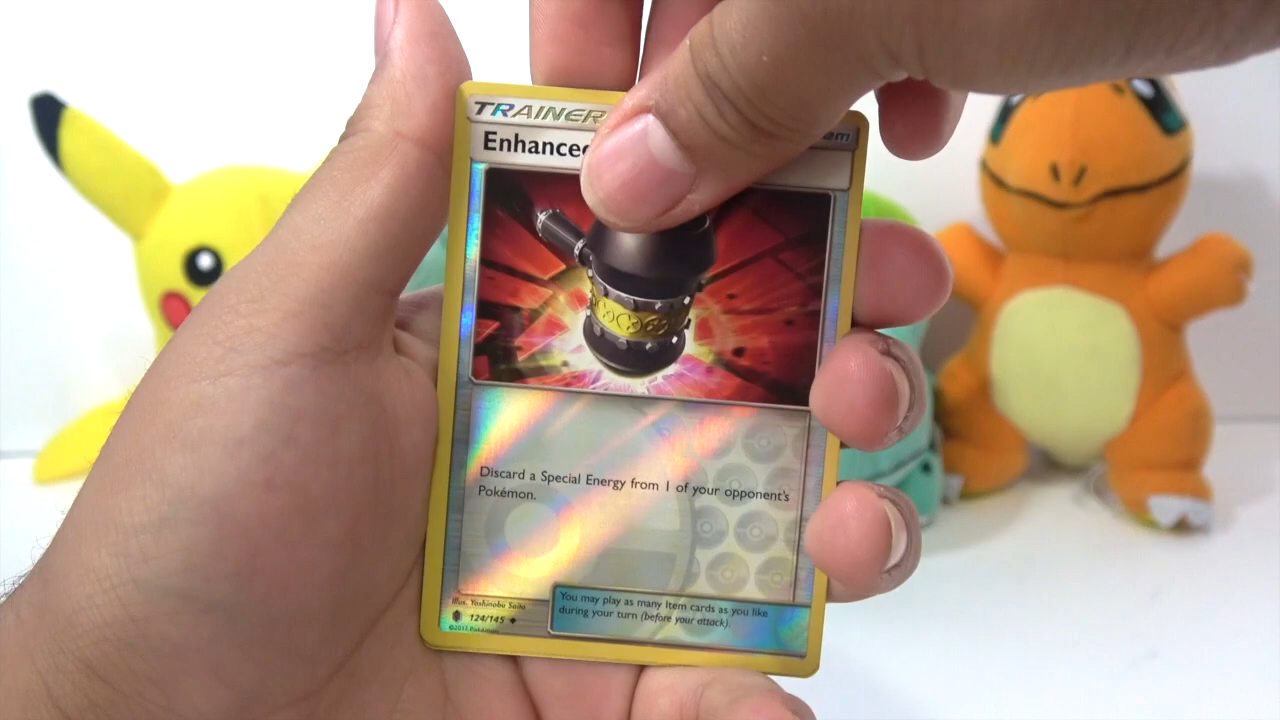 TRAINER
Enhanced
Discard a Special Energy from 1 of your opponent's
Pokémon.
Illus. Yoshinobu Saito
124/145
©2017 Pokémon
You may play as many Item cards as you like
during your turn (before your attack).